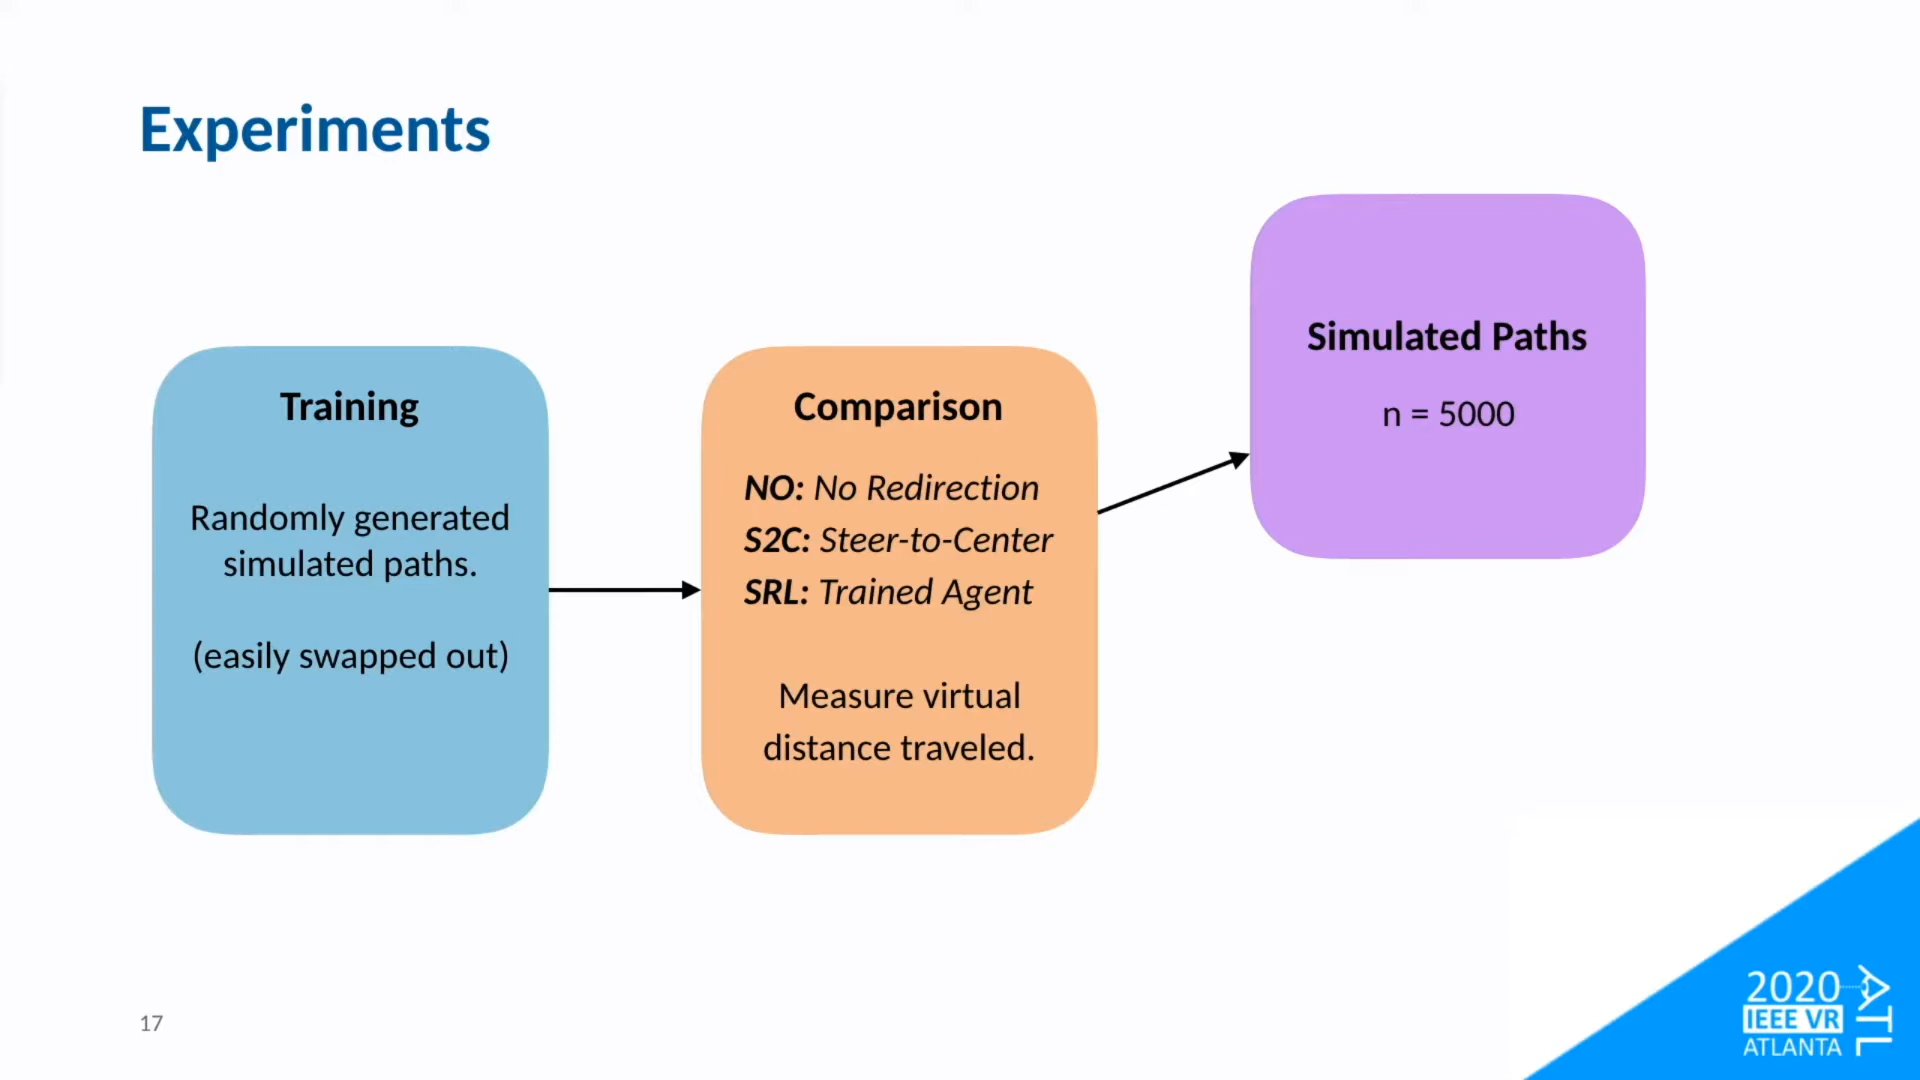 Experiments
Training
Randomly generated
simulated paths.
(easily swapped out)
Comparison
NO: No Redirection
S2C: Steer-to-Center
SRL: Trained Agent
Measure virtual
distance traveled.
Simulated Paths
n = 5000
17
2020
IEEE VR
ATLANTA
ATL